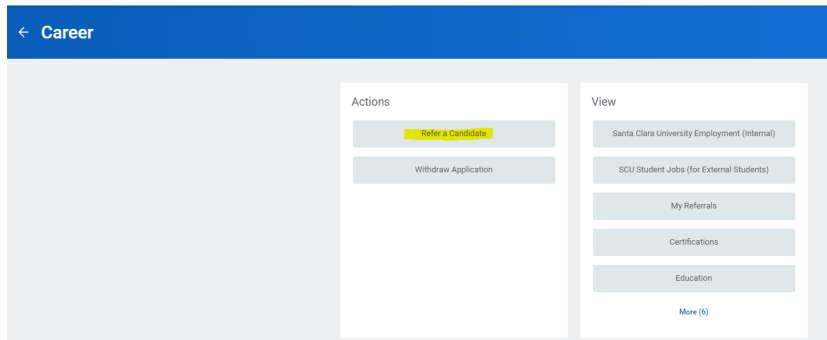 ← Career
Actions
Refer a Candidate
Withdraw Application
View
Santa Clara University Employment (Internal)
SCU Student Jobs (for External Students)
My Referrals
Certifications
Education
More (6)